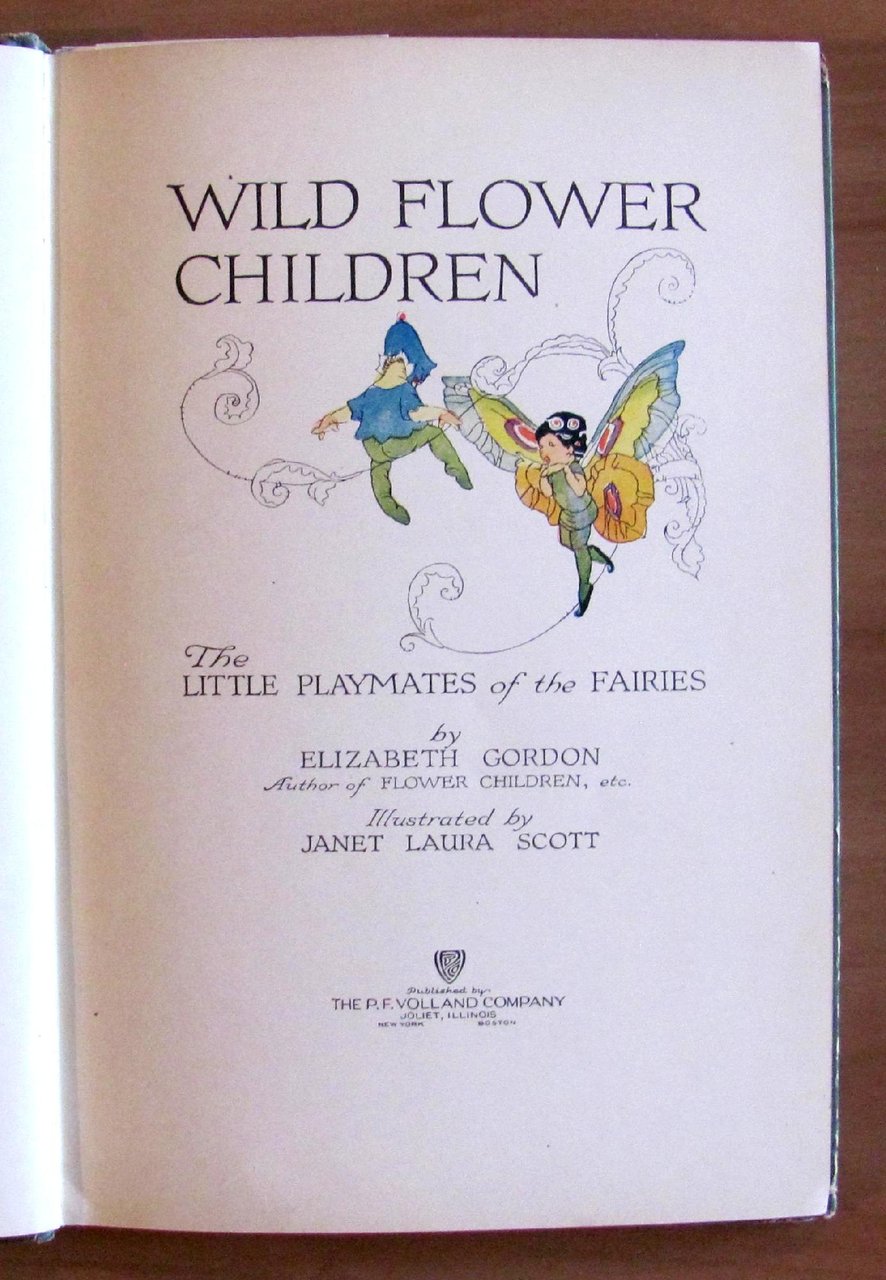 WILD FLOWER
CHILDREN
The
LITTLE PLAYMATES of the FAIRIES
by
ELIZABETH GORDON
Author of FLOWER CHILDREN, etc.
Illustrated by
JANET LAURA SCOTT
Published by
THE P. F. VOLLAND COMPANY
JOLIET, ILLINOIS
NEW YORK BOSTON